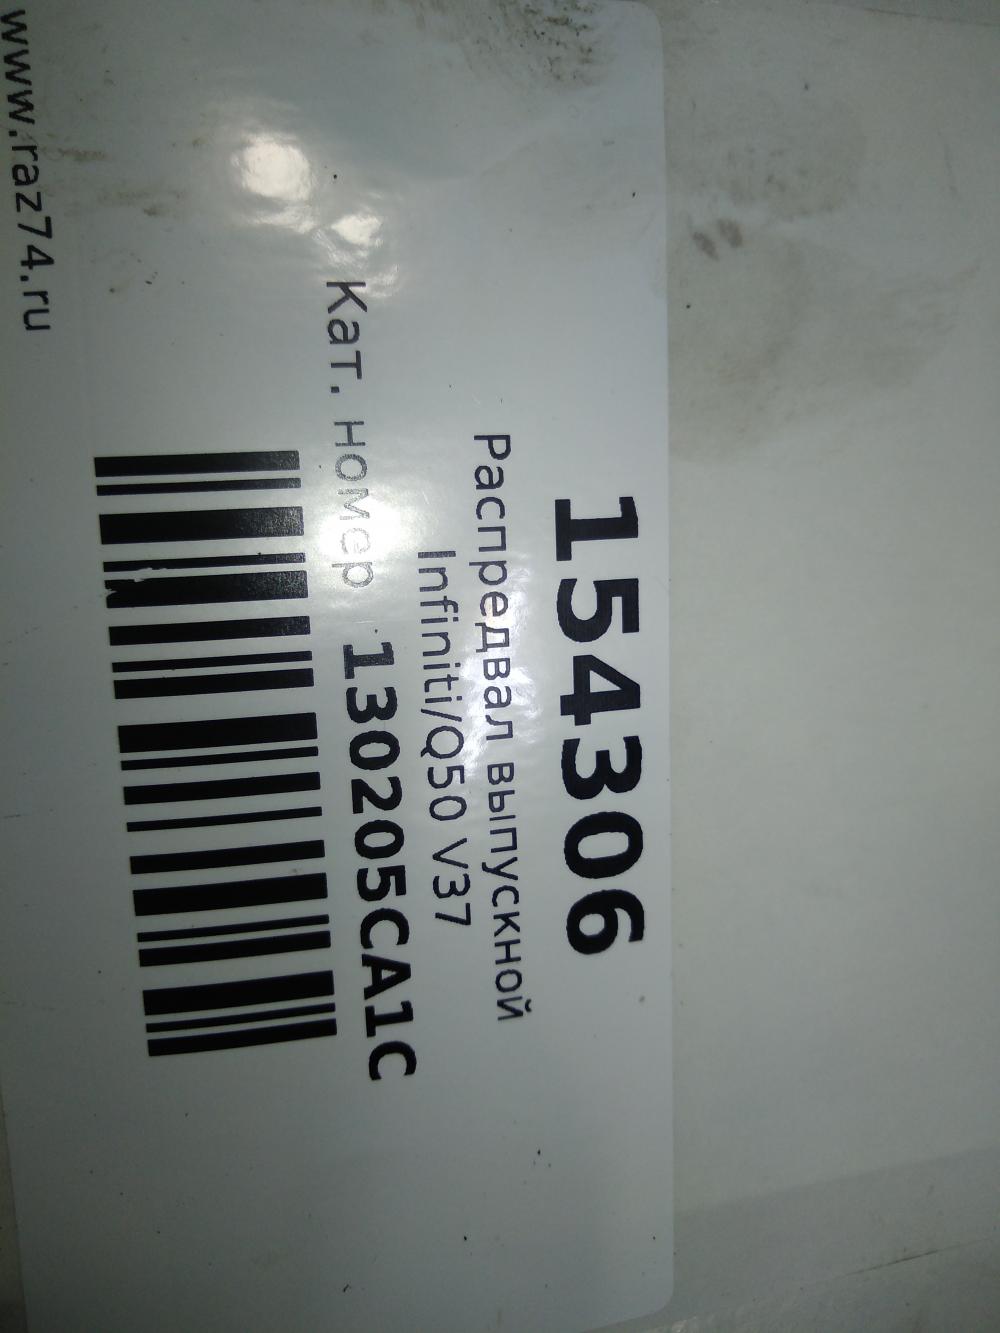 154306
Распредвал выпускной
Infiniti/Q50 V37
Кат. номер 130205CA1C
www.raz74.ru